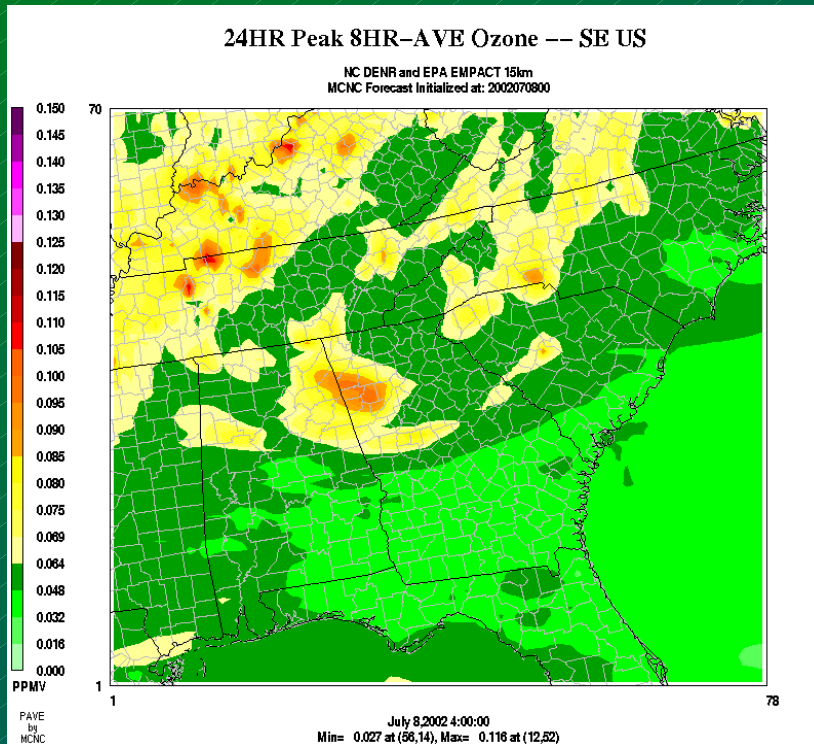 24HR Peak 8HR-AVE Ozone -- SE US
NC DENR and EPA EMPACT 15km
MCNC Forecast Initialized at: 2002070800
0.150
0.145
0.140
0.135
0.130
0.125
0.120
0.115
0.110
0.105
0.100
0.095
0.090
0.085
0.080
0.075
0.069
0.064
0.048
0.032
0.016
0.000
PPMV
PAVE
by
MCNC
70
1
1
78
July 8,2002 4:00:00
Min= 0.027 at (56,14), Max= 0.116 at (12,52)